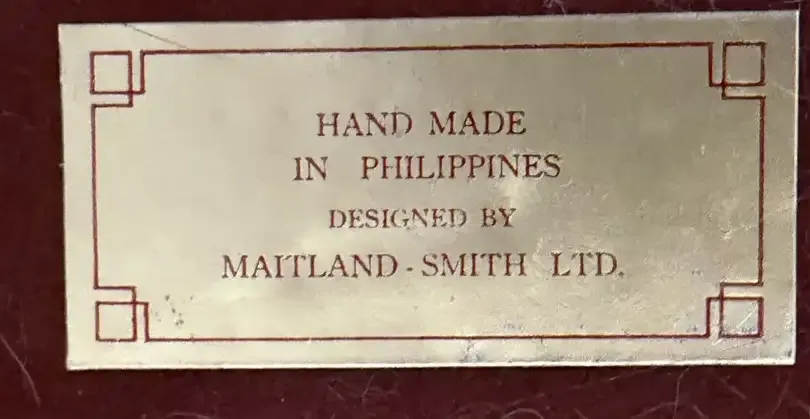 HAND MADE
IN PHILIPPINES
DESIGNED BY
MAITLAND - SMITH LTD.